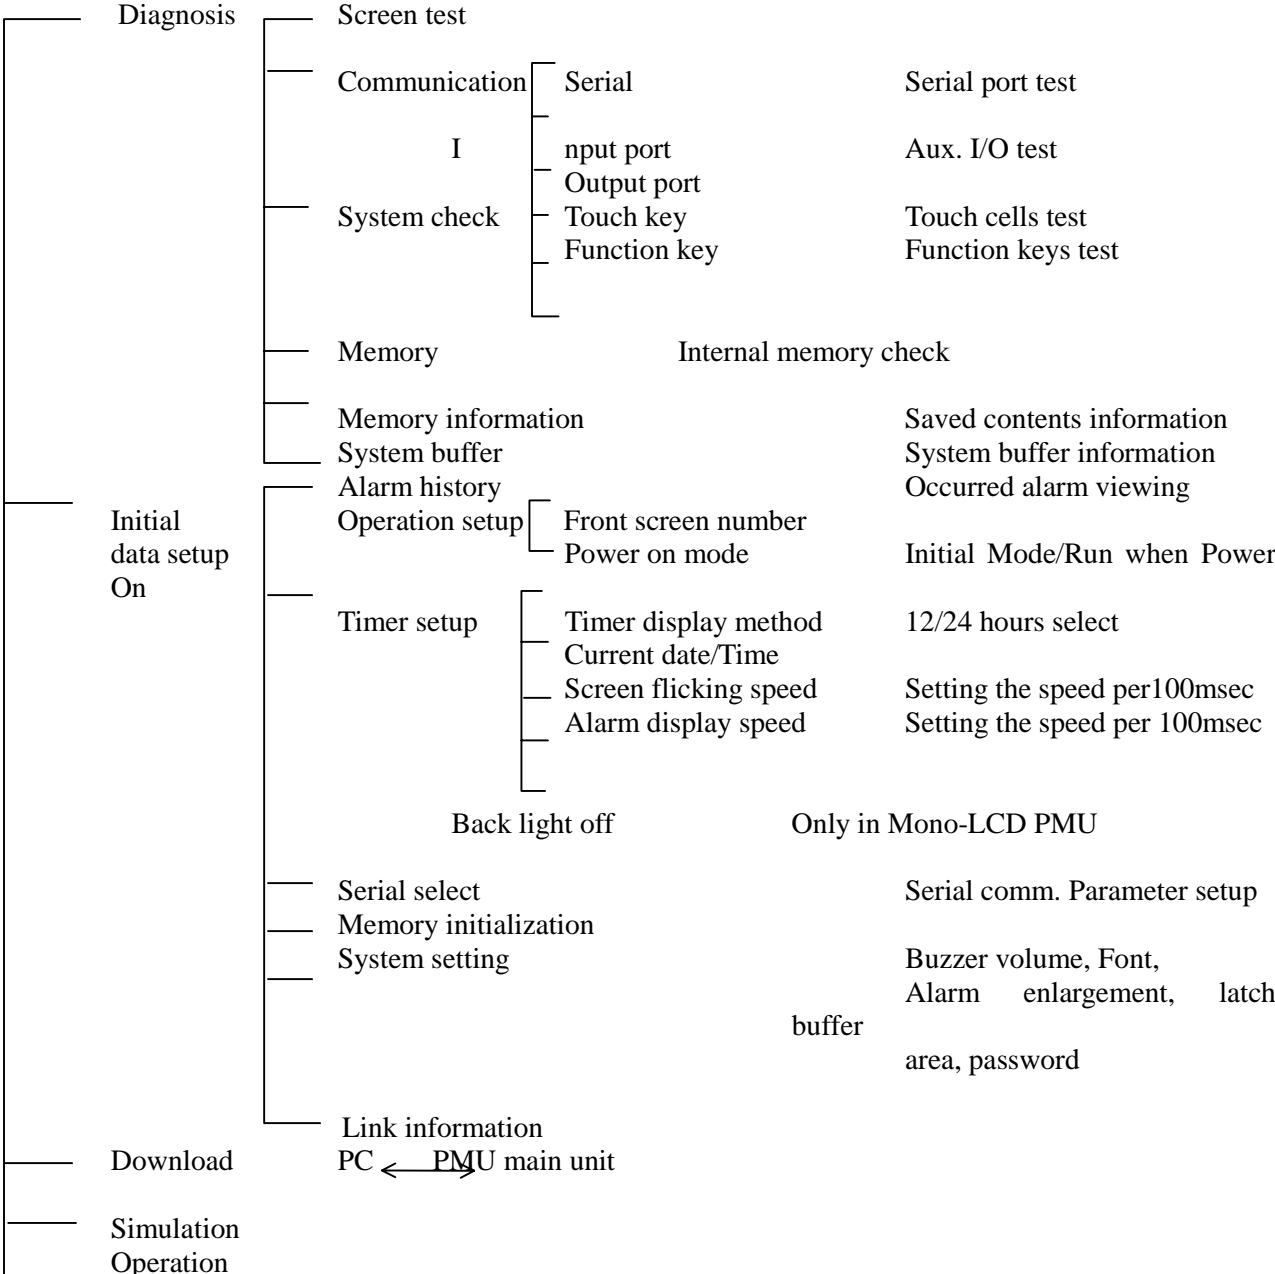 Diagnosis Screen test
Communication Serial Serial port test
I nput port Aux. I/O test
Output port
System check Touch key Touch cells test
Function key Function keys test
Memory Internal memory check
Memory information Saved contents information
System buffer System buffer information
Alarm history Occurred alarm viewing
Initial Operation setup Front screen number
data setup Power on mode Initial Mode/Run when Power
On
Timer setup Timer display method 12/24 hours select
Current date/Time
Screen flicking speed Setting the speed per100msec
Alarm display speed Setting the speed per 100msec
Back light off Only in Mono-LCD PMU
Serial select Serial comm. Parameter setup
Memory initialization
System setting Buzzer volume, Font,
Alarm enlargement, latch
buffer
area, password
Link information
Download PC PMU main unit
Simulation
Operation